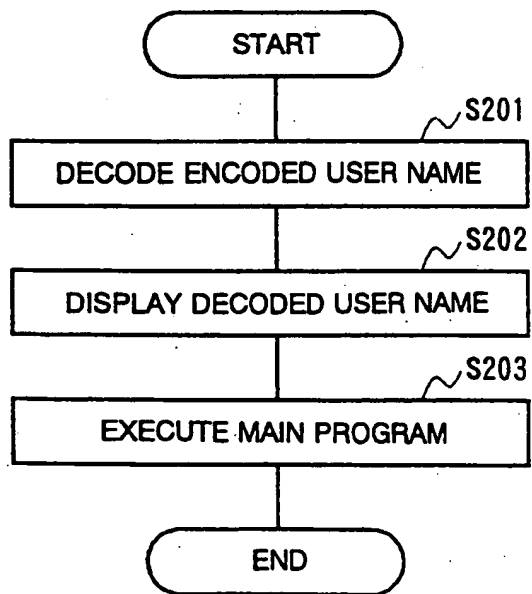 START
S201
DECODE ENCODED USER NAME
S202
DISPLAY DECODED USER NAME
S203
EXECUTE MAIN PROGRAM
END